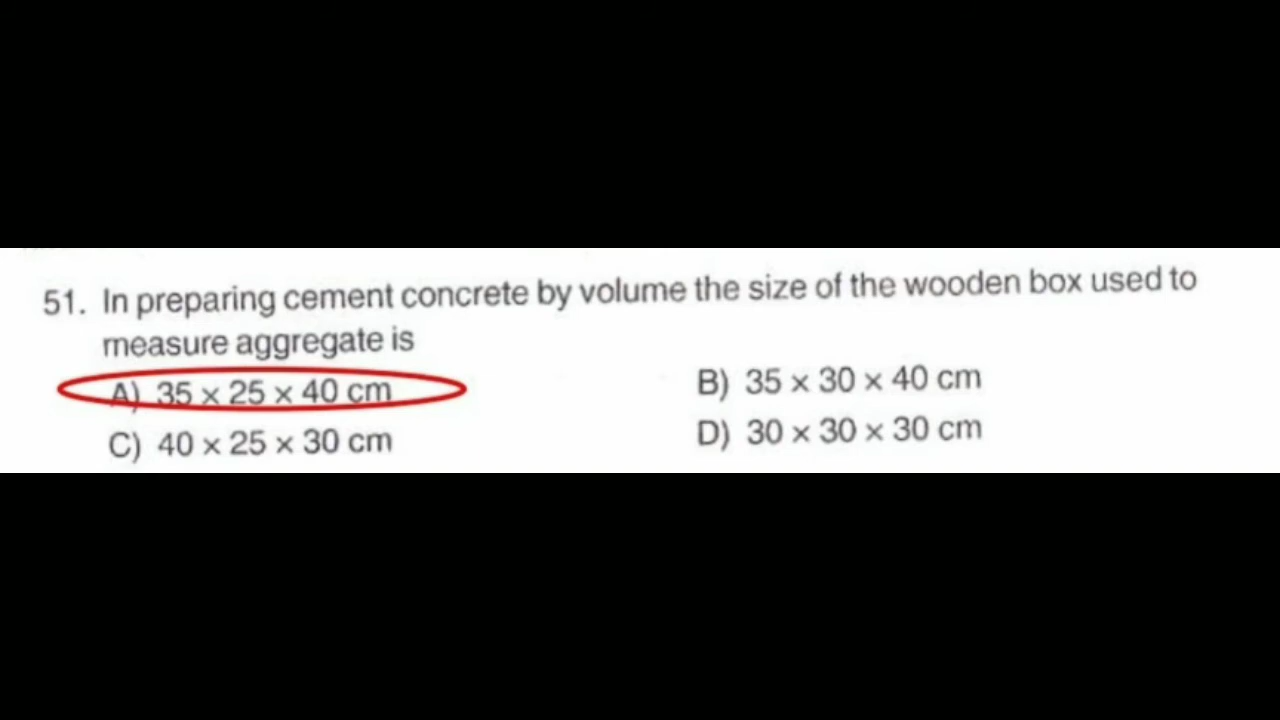 51. In preparing cement concrete by volume the size of the wooden box used to
measure aggregate is
A) 35 × 25 × 40 cm
B) 35 × 30 × 40 cm
C) 40 × 25 × 30 cm
D) 30 × 30 × 30 cm